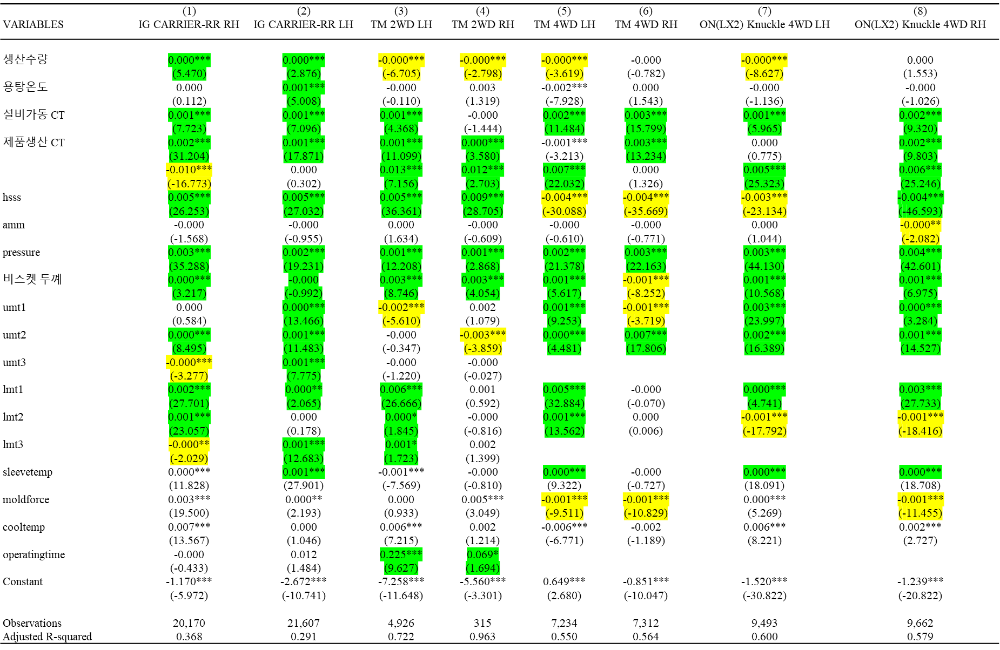 (1) (2) (3) (4) (5) (6) (7) (8)
VARIABLES IG CARRIER-RR RH IG CARRIER-RR LH TM 2WD LH TM 2WD RH TM 4WD LH TM 4WD RH ON(LX2) Knuckle 4WD LH ON(LX2) Knuckle 4WD RH
생산수량 0.000*** 0.000*** -0.000*** -0.000*** -0.000*** -0.000 -0.000*** 0.000
(5.470) (2.876) (-6.705) (-2.798) (-3.619) (-0.782) (-8.627) (1.553)
용탕온도 0.000 0.001*** -0.000 0.003 -0.002*** 0.000 -0.000 -0.000
(0.112) (5.008) (-0.110) (1.319) (-7.928) (1.543) (-1.136) (-1.026)
설비가동 CT 0.001*** 0.001*** 0.001*** -0.000 0.002*** 0.003*** 0.001*** 0.002***
(7.723) (7.096) (4.368) (-1.444) (11.484) (15.799) (5.965) (9.320)
제품생산 CT 0.002*** 0.001*** 0.001*** 0.000*** -0.001*** 0.003*** 0.000 0.002***
(31.204) (17.871) (11.099) (3.580) (-3.213) (13.234) (0.775) (9.803)
-0.010*** 0.000 0.013*** 0.012*** 0.007*** 0.000 0.005*** 0.006***
(-16.773) (0.302) (7.156) (2.703) (22.032) (1.326) (25.323) (25.246)
hsss 0.005*** 0.005*** 0.005*** 0.009*** -0.004*** -0.004*** -0.003*** -0.004***
(26.253) (27.032) (36.361) (28.705) (-30.088) (-35.669) (-23.134) (-46.593)
amm -0.000 -0.000 0.000 -0.000 -0.000 -0.000 0.000 -0.000**
(-1.568) (-0.955) (1.634) (-0.609) (-0.610) (-0.771) (1.044) (-2.082)
pressure 0.003*** 0.002*** 0.001*** 0.001*** 0.002*** 0.003*** 0.003*** 0.004***
(35.288) (19.231) (12.208) (2.868) (21.378) (22.163) (44.130) (42.601)
비스켓 두꼐 0.000*** -0.000 0.003*** 0.003*** 0.001*** -0.001*** 0.001*** 0.001***
(3.217) (-0.992) (8.746) (4.054) (5.617) (-8.252) (10.568) (6.975)
umt1 0.000 0.000*** -0.002*** 0.002 0.001*** -0.001*** 0.003*** 0.000***
(0.584) (13.466) (-5.610) (1.079) (9.253) (-3.719) (23.997) (3.284)
umt2 0.000*** 0.001*** -0.000 -0.003*** 0.000*** 0.007*** 0.002*** 0.001***
(8.495) (11.483) (-0.347) (-3.859) (4.481) (17.806) (16.389) (14.527)
umt3 -0.000*** 0.001*** -0.000 -0.000
(-3.277) (7.775) (-1.220) (-0.027)
lmt1 0.002*** 0.000** 0.006*** 0.001 0.005*** -0.000 0.000*** 0.003***
(27.701) (2.065) (26.666) (0.592) (32.884) (-0.070) (4.741) (27.733)
lmt2 0.001*** 0.000 0.000* -0.000 0.001*** 0.000 -0.001*** -0.001***
(23.057) (0.178) (1.845) (-0.816) (13.562) (0.006) (-17.792) (-18.416)
lmt3 -0.000** 0.001*** 0.001* 0.002
(-2.029) (12.683) (1.723) (1.399)
sleevetemp 0.000*** 0.001*** -0.001*** -0.000 0.000*** -0.000 0.000*** 0.000***
(11.828) (27.901) (-7.569) (-0.810) (9.322) (-0.727) (18.091) (18.708)
moldforce 0.003*** 0.000** 0.000 0.005*** -0.001*** -0.001*** 0.000*** -0.001***
(19.500) (2.193) (0.933) (3.049) (-9.511) (-10.829) (5.269) (-11.455)
cooltemp 0.007*** 0.000 0.006*** 0.002 -0.006*** -0.002 0.006*** 0.002***
(13.567) (1.046) (7.215) (1.214) (-6.771) (-1.189) (8.221) (2.727)
operatingtime -0.000 0.012 0.225*** 0.069*
(-0.433) (1.484) (9.627) (1.694)
Constant -1.170*** -2.672*** -7.258*** -5.560*** 0.649*** -0.851*** -1.520*** -1.239***
(-5.972) (-10.741) (-11.648) (-3.301) (2.680) (-10.047) (-30.822) (-20.822)
Observations 20,170 21,607 4,926 315 7,234 7,312 9,493 9,662
Adjusted R-squared 0.368 0.291 0.722 0.963 0.550 0.564 0.600 0.579